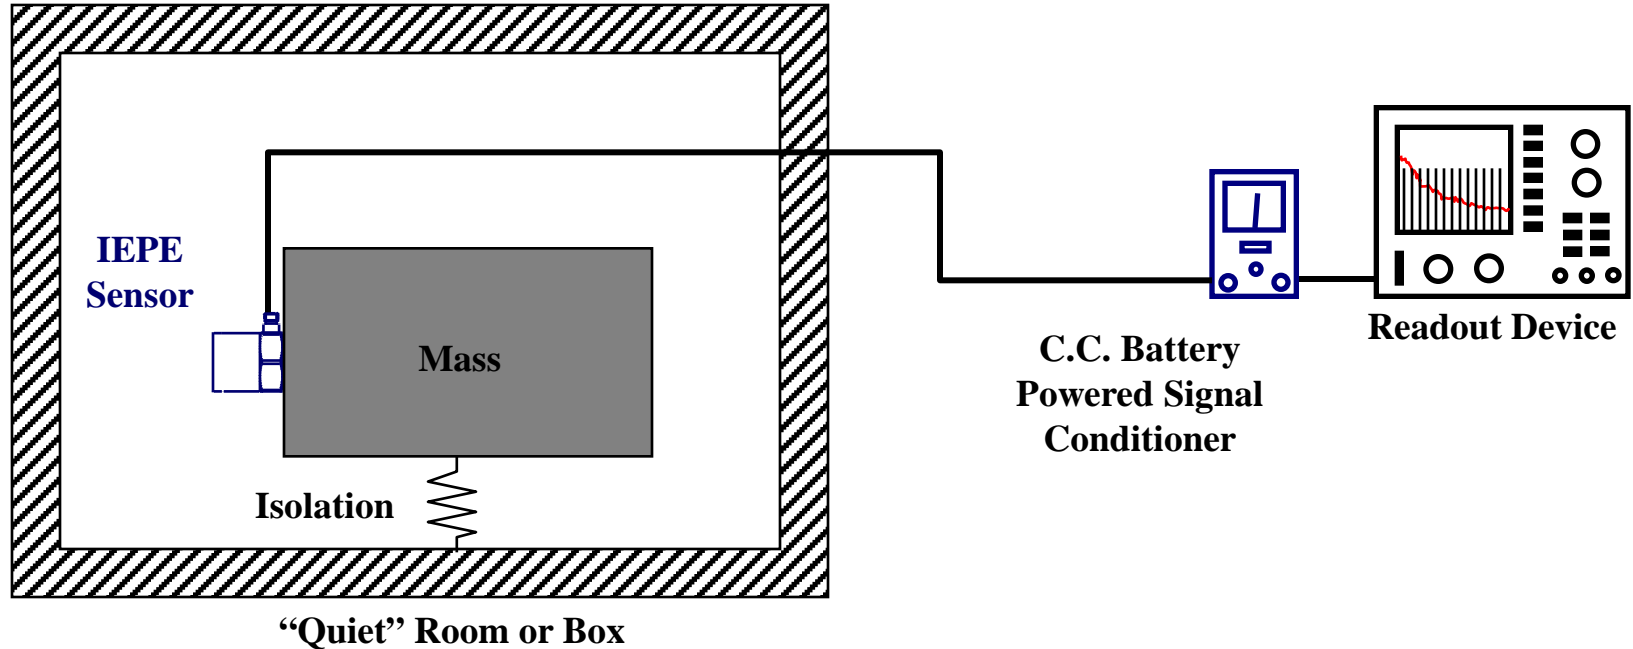 IEPE
Sensor
Mass
Isolation
“Quiet” Room or Box
C.C. Battery
Powered Signal
Conditioner
Readout Device